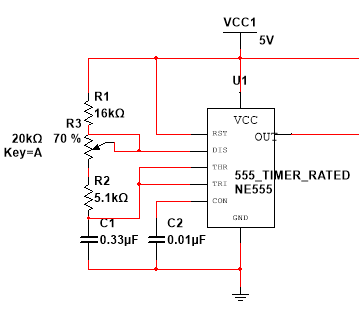 VCC1
5V
U1
R1
16kΩ
R3
20kΩ
70 %
Key=A
VCC
RST
OUT
DIS
THR
R2
5.1kΩ
TRI
555_TIMER_RATED
NE555
CON
C1
0.33µF
C2
0.01µF
GND